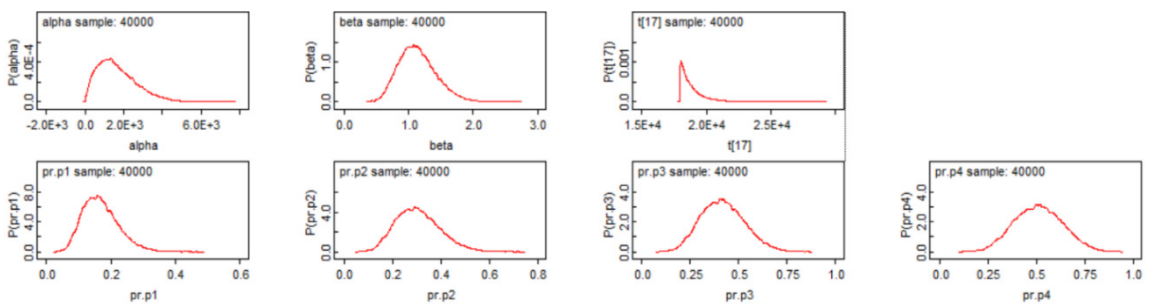 alpha sample: 40000
P(alpha)
0.0 4.0E-4
-2.0E+3 0.0 2.0E+3 6.0E+3
alpha
beta sample: 40000
P(beta)
0.0 1.0
0.0 1.0 2.0 3.0
beta
t[17] sample: 40000
P(t[17])
0.0 0.001
1.5E+4 2.0E+4 2.5E+4
t[17]
pr.p1 sample: 40000
P(pr.p1)
0.0 4.0 8.0
0.0 0.2 0.4 0.6
pr.p1
pr.p2 sample: 40000
P(pr.p2)
0.0 4.0
0.0 0.2 0.4 0.6 0.8
pr.p2
pr.p3 sample: 40000
P(pr.p3)
0.0 2.0 4.0
0.0 0.25 0.5 0.75 1.0
pr.p3
pr.p4 sample: 40000
P(pr.p4)
0.0 2.0 4.0
0.0 0.25 0.5 0.75 1.0
pr.p4